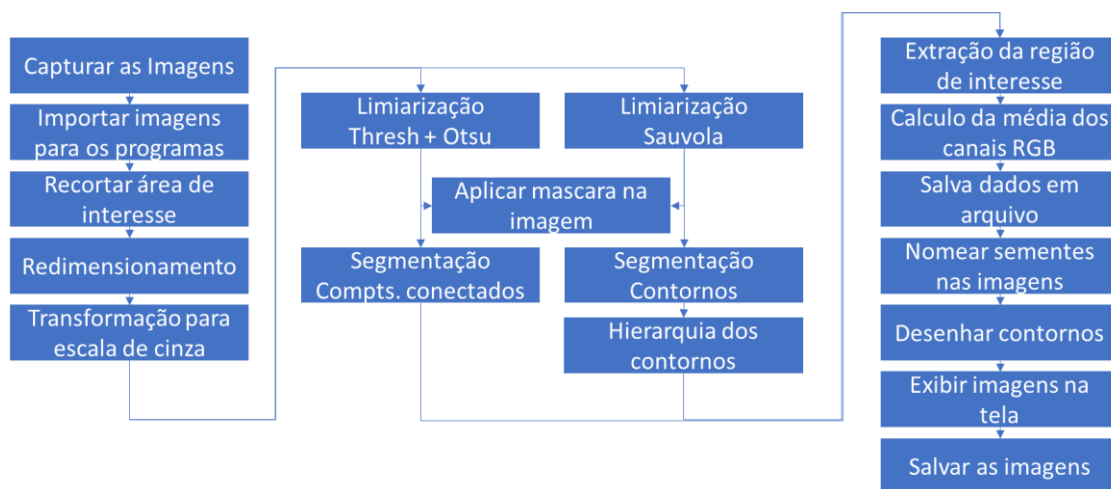 Capturar as Imagens
Importar imagens
para os programas
Recortar área de
interesse
Redimensionamento
Transformação para
escala de cinza
Limiarização
Thresh + Otsu
Limiarização
Sauvola
Aplicar mascara na
imagem
Segmentação
Compts. conectados
Segmentação
Contornos
Hierarquia dos
contornos
Extração da região
de interesse
Calculo da média dos
canais RGB
Salva dados em
arquivo
Nomear sementes
nas imagens
Desenhar contornos
Exibir imagens na
tela
Salvar as imagens